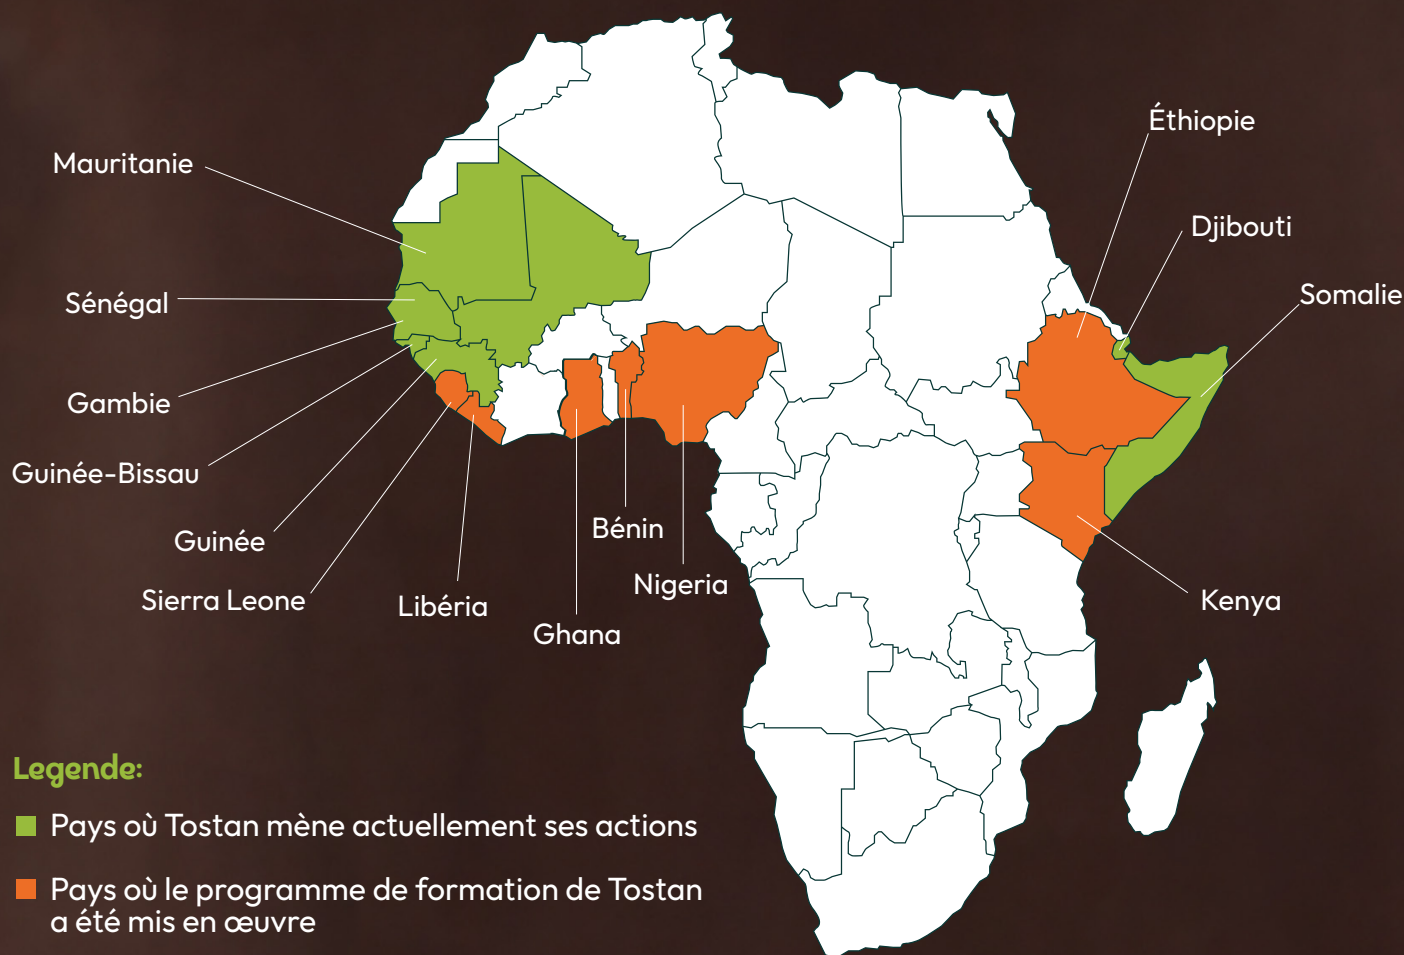 Mauritanie
Sénégal
Gambie
Guinée-Bissau
Guinée
Sierra Leone
Libéria
Ghana
Bénin
Nigeria
Éthiopie
Djibouti
Somalie
Kenya
Legende:
Pays où Tostan mène actuellement ses actions
Pays où le programme de formation de Tostan
a été mis en œuvre